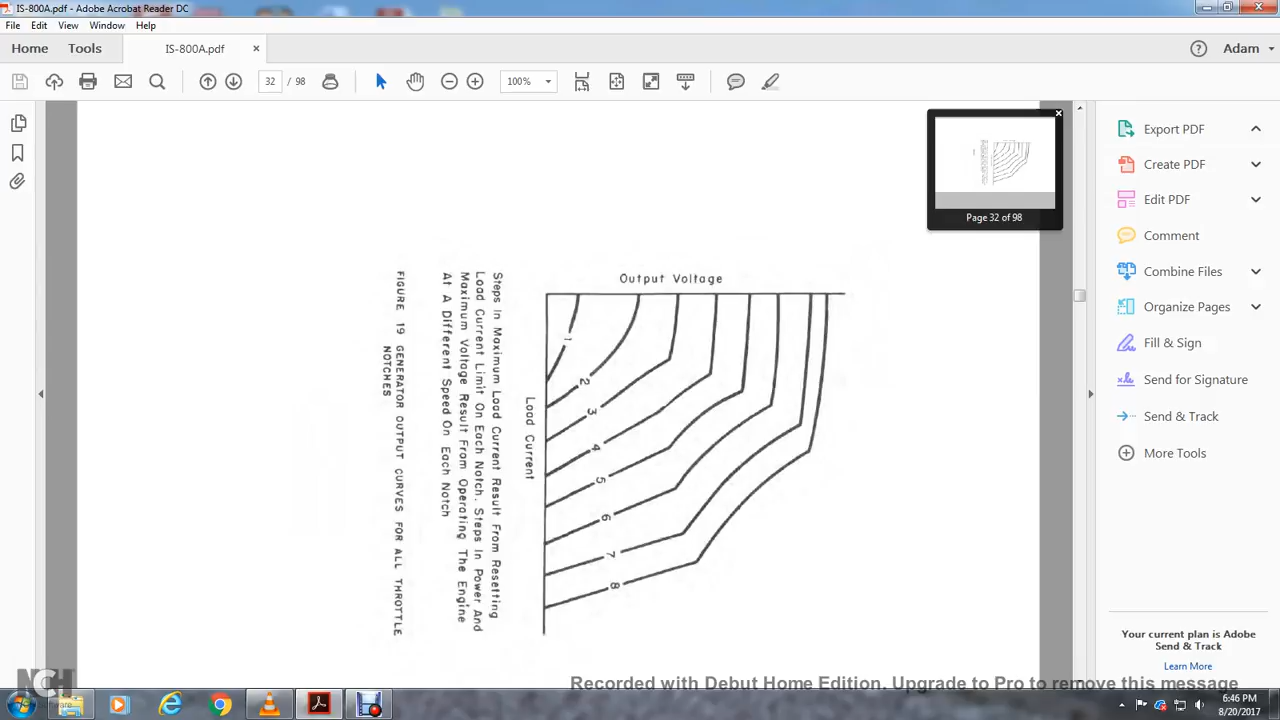 IS-800A.pdf - Adobe Acrobat Reader DC
File Edit View Window Help
Home Tools IS-800A.pdf × Adam
32 / 98 100%
Page 32 of 98
Export PDF
Create PDF
Edit PDF
Comment
Combine Files
Organize Pages
Fill & Sign
Send for Signature
Send & Track
More Tools
Your current plan is Adobe
Send & Track
Learn More
Output Voltage
Load Current
1
2
3
4
5
6
7
8
Steps In Maximum Load Current Result From Resetting
Load Current Limit On Each Notch. Steps In Power And
Maximum Voltage Result From Operating The Engine
At A Different Speed On Each Notch
FIGURE 19 GENERATOR OUTPUT CURVES FOR ALL THROTTLE
NOTCHES
NCH
Software
Recorded with Debut Home Edition. Upgrade to Pro to remove this message
6:46 PM
8/20/2017